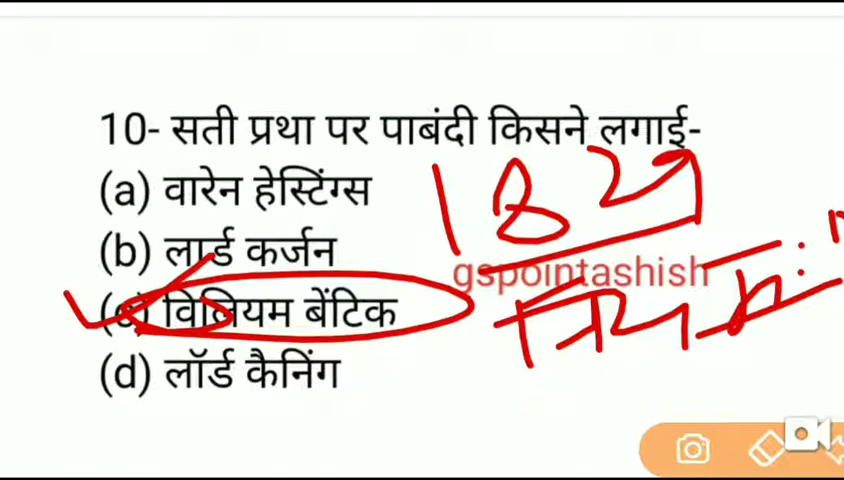 10- सती प्रथा पर पाबंदी किसने लगाई-
(a) वारेन हेस्टिंग्स
1829
(b) लार्ड कर्जन
gspointashish
(c) विलियम बेंटिक
(d) लॉर्ड कैनिंग